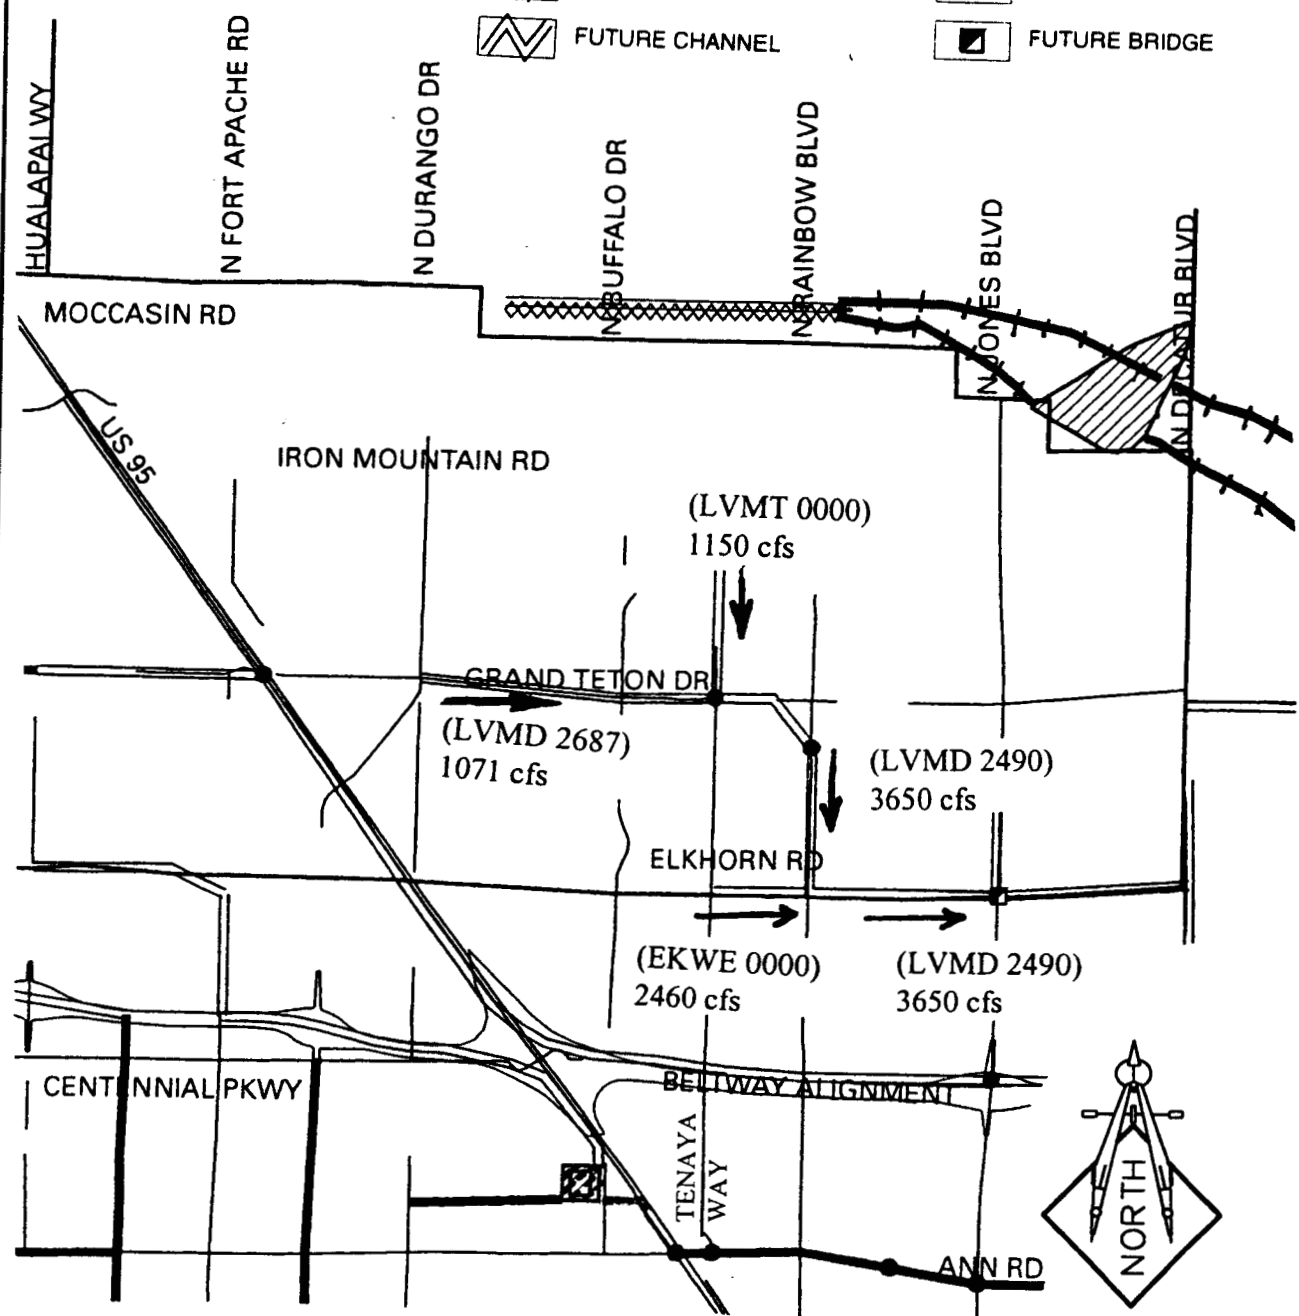 FUTURE CHANNEL
FUTURE BRIDGE
HUALAPAI WY
N FORT APACHE RD
N DURANGO DR
N BUFFALO DR
N RAINBOW BLVD
N JONES BLVD
N DECATUR BLVD
MOCCASIN RD
US 95
IRON MOUNTAIN RD
(LVMT 0000)
1150 cfs
GRAND TETON DR
(LVMD 2687)
1071 cfs
(LVMD 2490)
3650 cfs
ELKHORN RD
(EKWE 0000)
2460 cfs
(LVMD 2490)
3650 cfs
CENTENNIAL PKWY
BELTWAY ALIGNMENT
TENAYA
WAY
NORTH
ANN RD